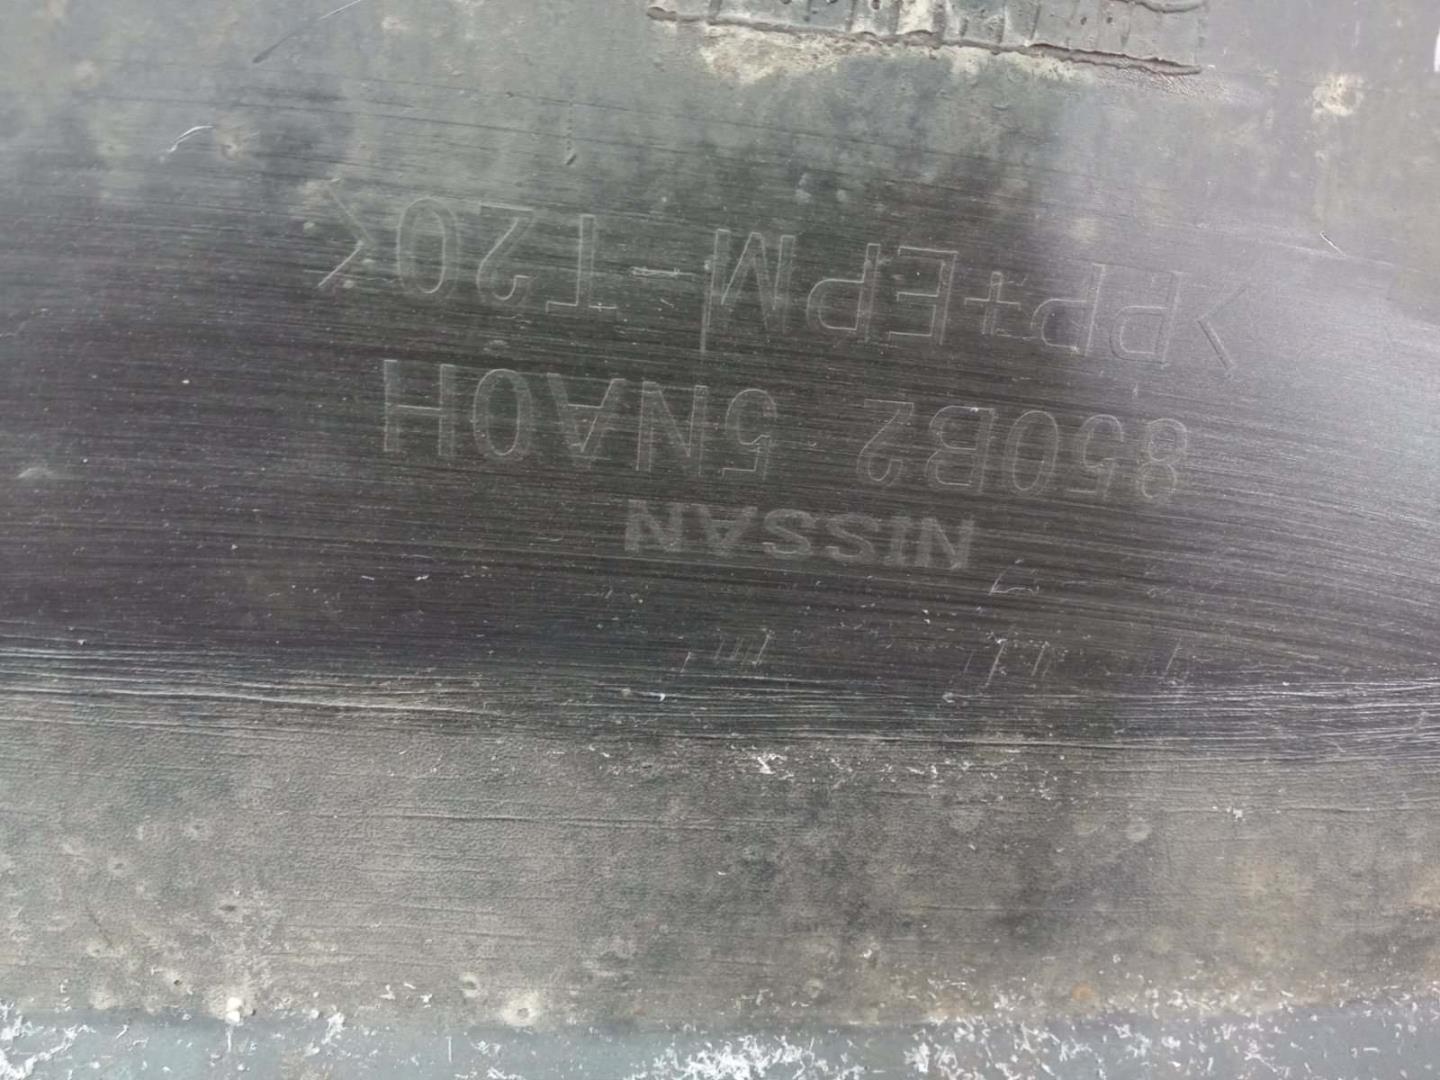 NISSAN
850B2 5NA0H
>PP+EPM-T20<